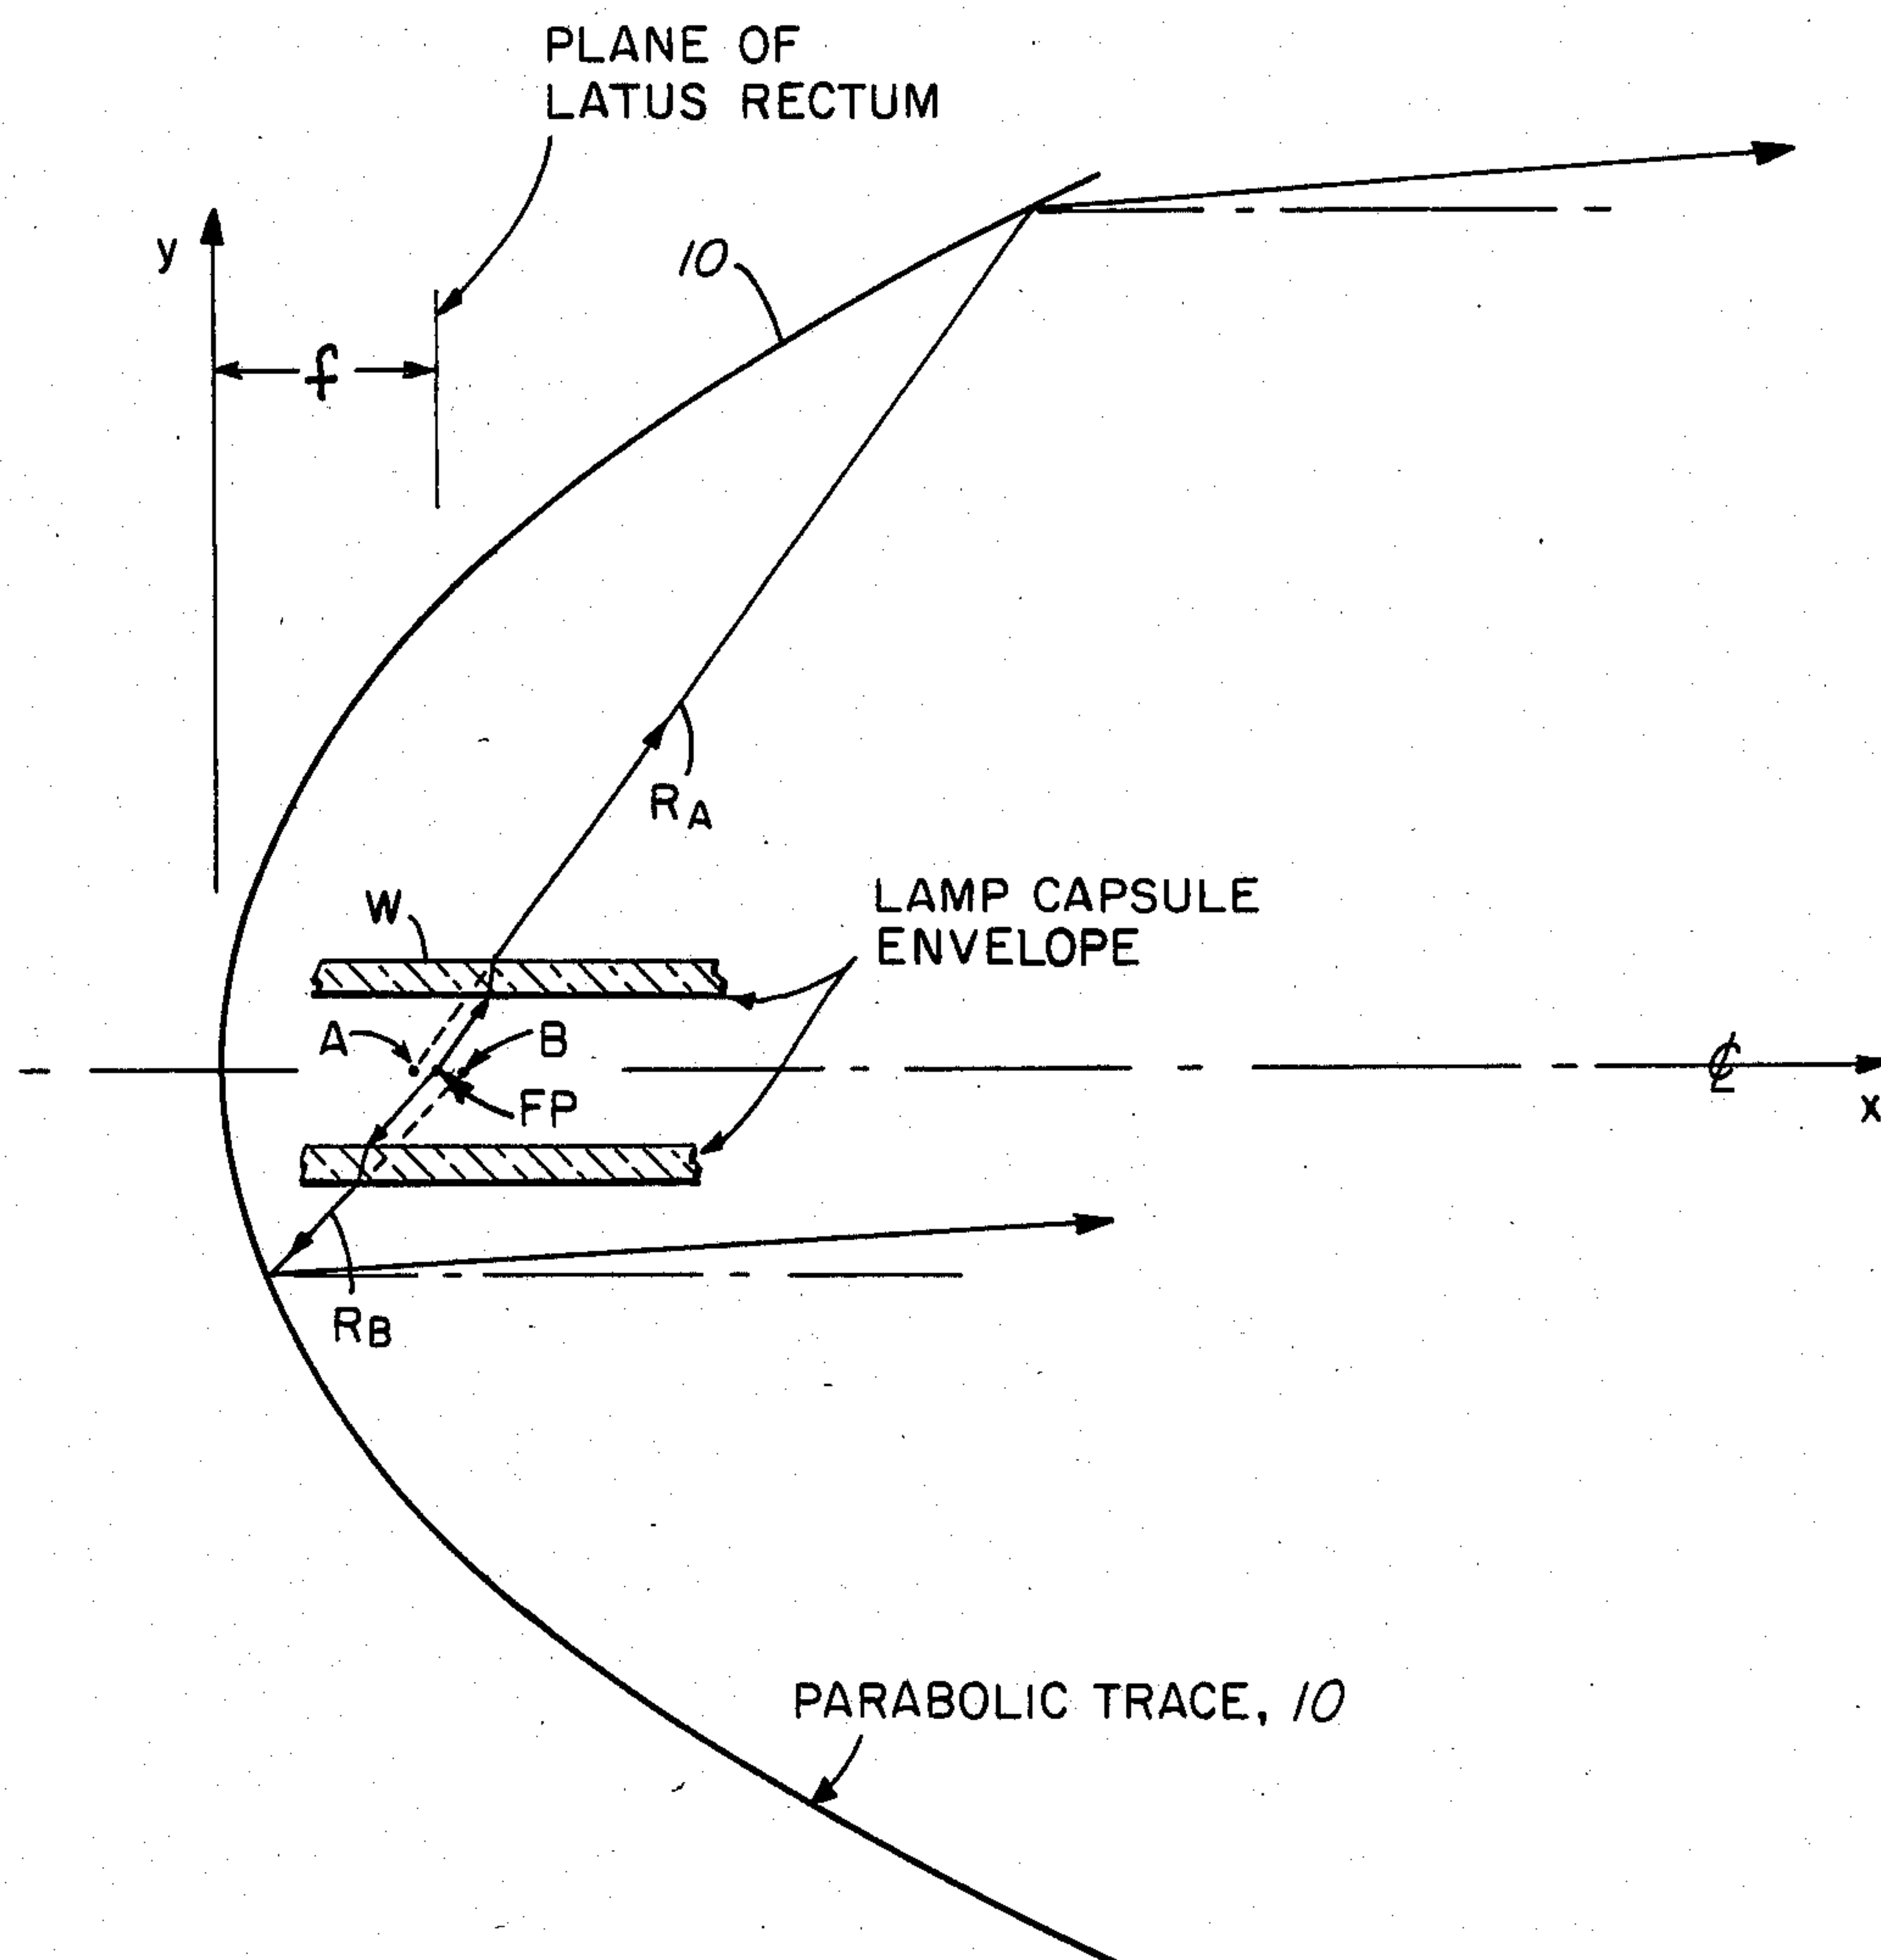 PLANE OF
LATUS RECTUM
y
10
f
RA
W
LAMP CAPSULE
ENVELOPE
A
B
FP
℄
x
RB
PARABOLIC TRACE, 10